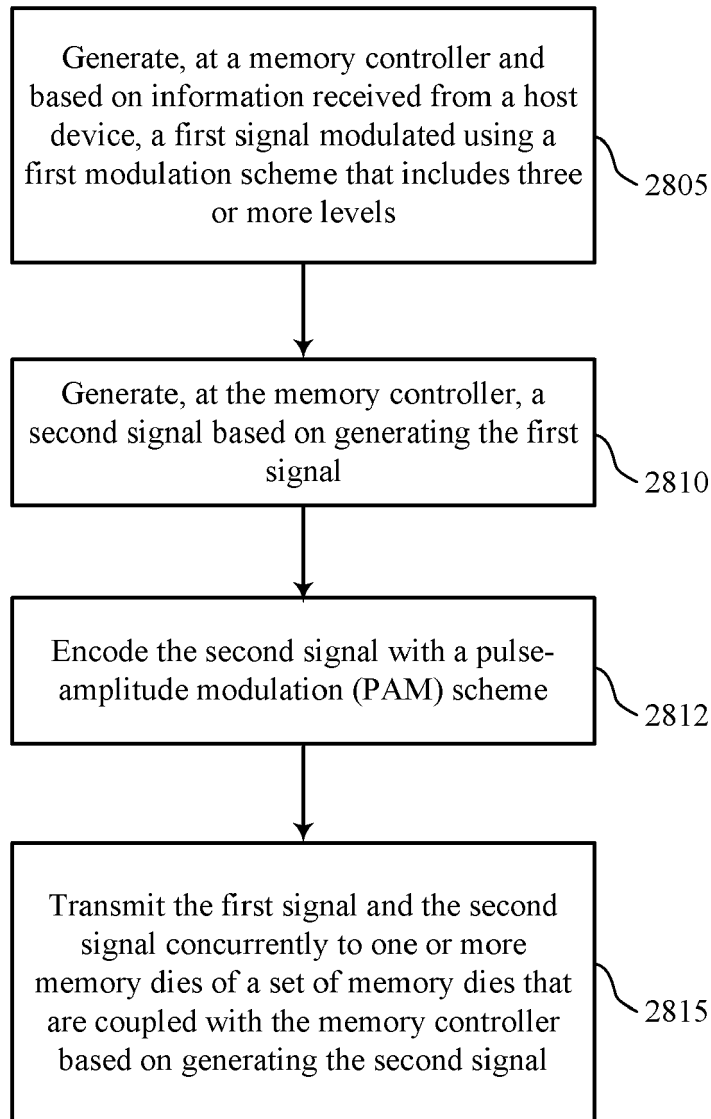 Generate, at a memory controller and
based on information received from a host
device, a first signal modulated using a
first modulation scheme that includes three
or more levels
2805
Generate, at the memory controller, a
second signal based on generating the first
signal
2810
Encode the second signal with a pulse-
amplitude modulation (PAM) scheme
2812
Transmit the first signal and the second
signal concurrently to one or more
memory dies of a set of memory dies that
are coupled with the memory controller
based on generating the second signal
2815